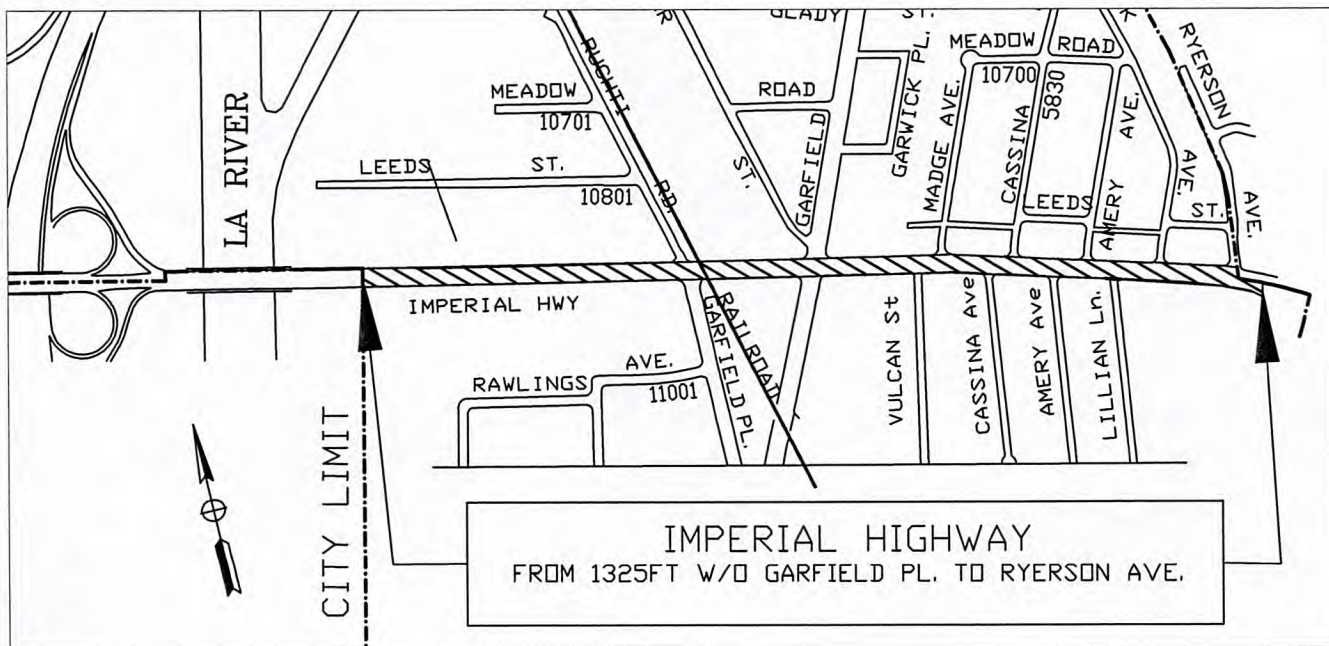 GLADY ST.
RYERSON AVE.
MEADOW ROAD
10700
5830
GARWICK PL.
MADGE AVE.
CASSINA
AVE.
AMERY
LEEDS ST.
AVE.
RUCHTI RD.
MEADOW
10701
ROAD
LEEDS ST.
10801
ST.
GARFIELD
LA RIVER
IMPERIAL HWY
GARFIELD PL.
RAILROAD
RAWLINGS AVE.
11001
VULCAN St
CASSINA Ave
AMERY Ave
LILLIAN Ln.
CITY LIMIT
IMPERIAL HIGHWAY
FROM 1325FT W/O GARFIELD PL. TO RYERSON AVE.